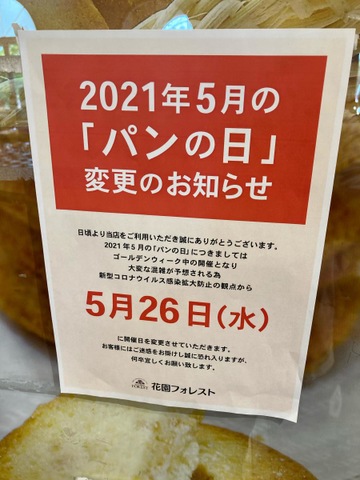 2021年5月の
「パンの日」
変更のお知らせ
日頃より当店をご利用いただき誠にありがとうございます。
2021年5月の「パンの日」につきましては
ゴールデンウィーク中の開催となり
大変な混雑が予想される為
新型コロナウイルス感染拡大防止の観点から
5月26日(水)
に開催日を変更させていただきます。
お客様にはご迷惑をお掛けし誠に恐れ入りますが、
何卒宜しくお願い致します。
花園フォレスト